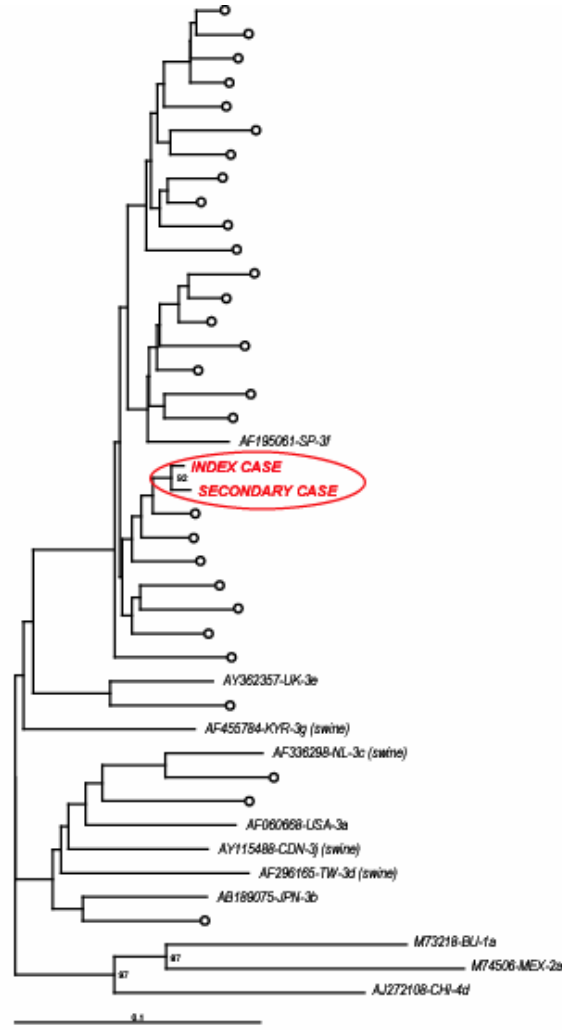 AF195061-SP-3f
INDEX CASE
92
SECONDARY CASE
AY362357-UK-3e
AF455784-KYR-3g (swine)
AF336298-NL-3c (swine)
AF060668-USA-3a
AY115488-CDN-3j (swine)
AF296165-TW-3d (swine)
AB189075-JPN-3b
M73218-BU-1a
97
M74506-MEX-2a
97
AJ272108-CHI-4d
0.1